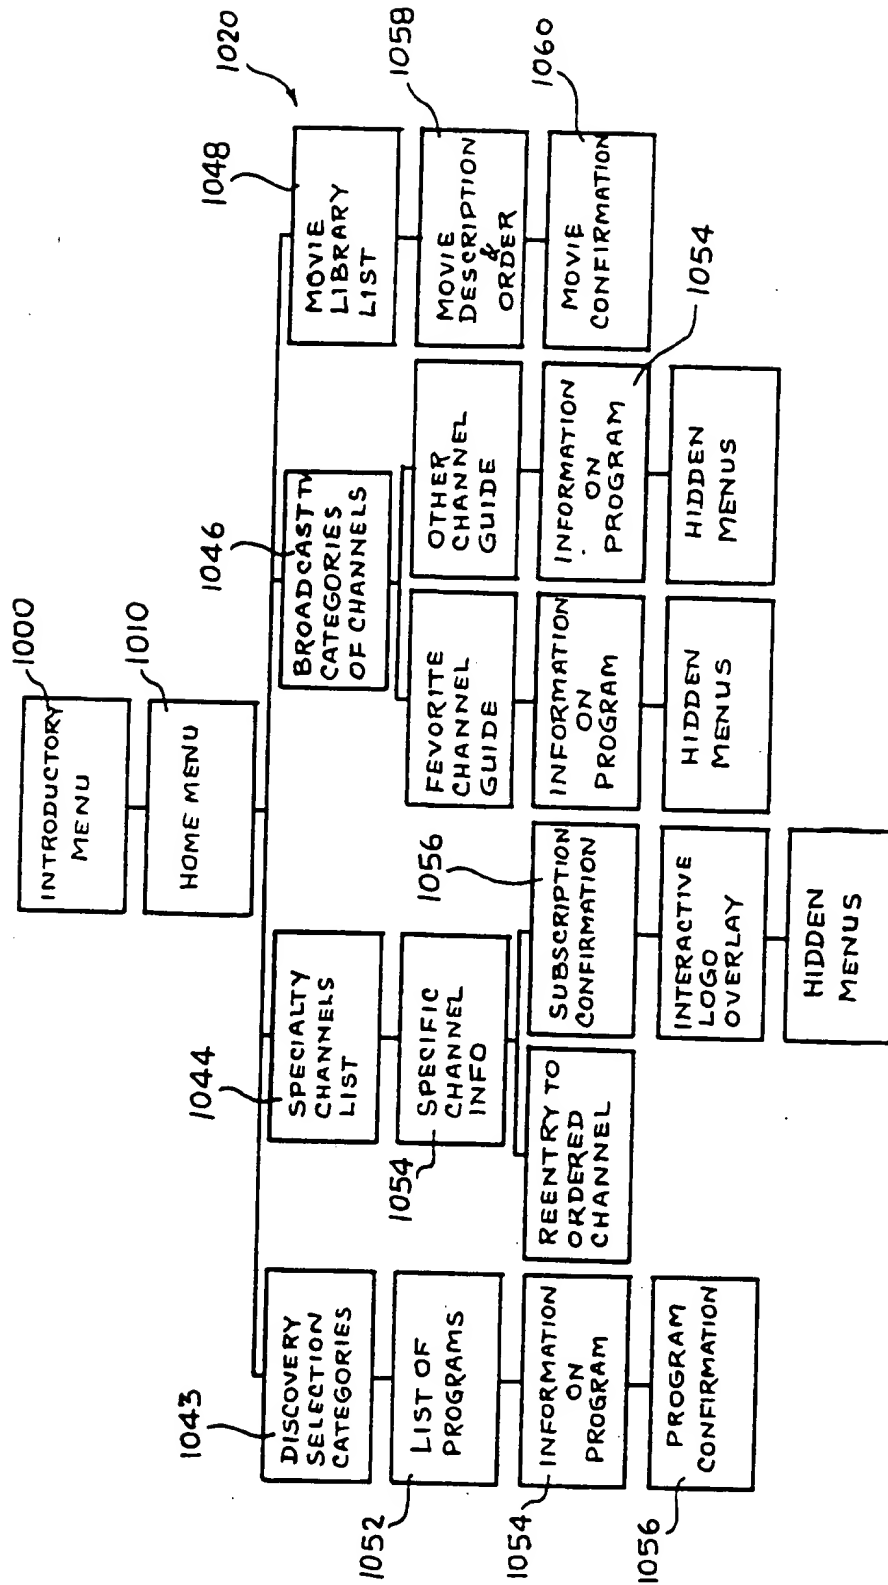 1000
INTRODUCTORY
MENU
1010
HOME MENU
1020
1043
DISCOVERY
SELECTION
CATEGORIES
1044
SPECIALTY
CHANNELS
LIST
1046
BROADCAST TV
CATEGORIES
OF CHANNELS
1048
MOVIE
LIBRARY
LIST
1052
LIST OF
PROGRAMS
1054
SPECIFIC
CHANNEL
INFO
FEVORITE
CHANNEL
GUIDE
OTHER
CHANNEL
GUIDE
1058
MOVIE
DESCRIPTION
&
ORDER
1054
INFORMATION
ON
PROGRAM
REENTRY TO
ORDERED
CHANNEL
1056
SUBSCRIPTION
CONFIRMATION
INFORMATION
ON
PROGRAM
INFORMATION
ON
PROGRAM
1054
1060
MOVIE
CONFIRMATION
1056
PROGRAM
CONFIRMATION
INTERACTIVE
LOGO
OVERLAY
HIDDEN
MENUS
HIDDEN
MENUS
HIDDEN
MENUS